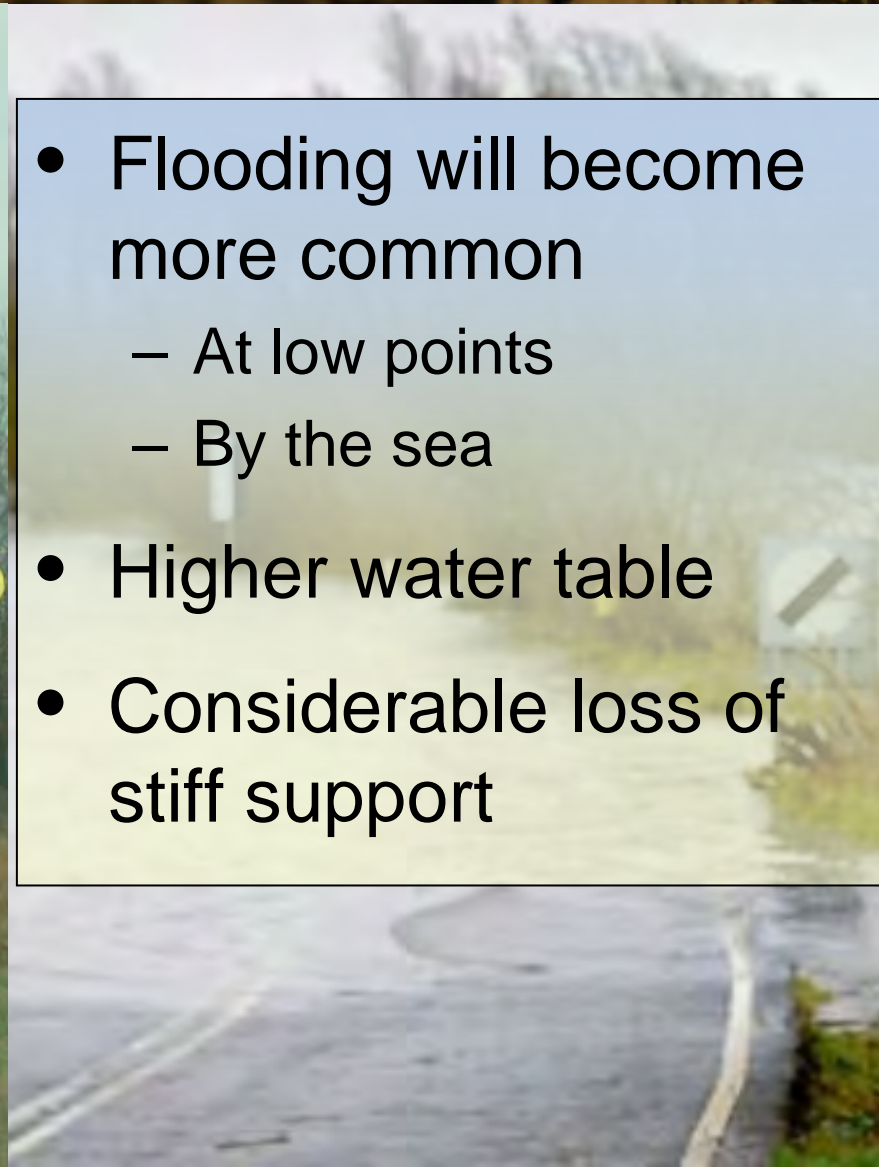 • Flooding will become
more common
– At low points
– By the sea
• Higher water table
• Considerable loss of
stiff support